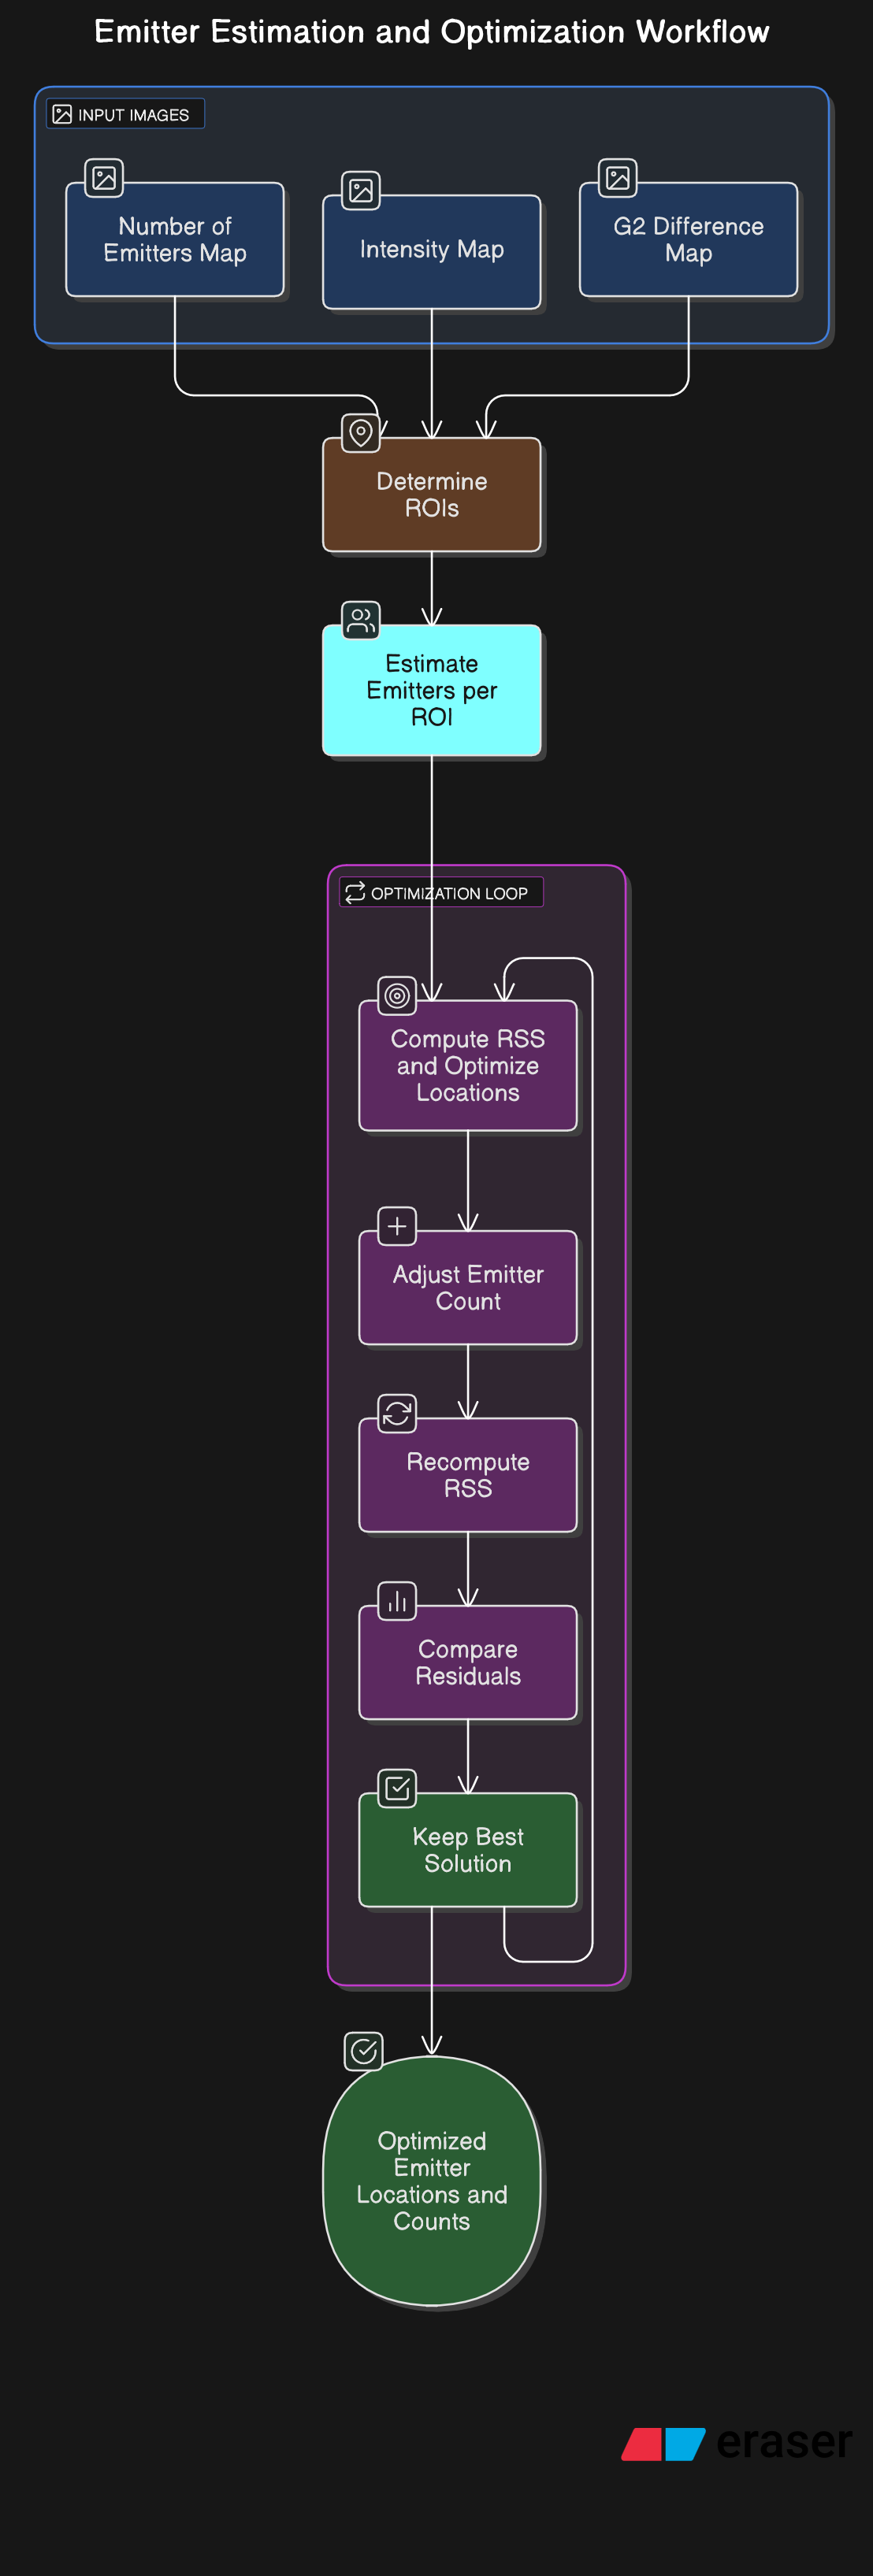 Emitter Estimation and Optimization Workflow
INPUT IMAGES
Number of
Emitters Map
Intensity Map
G2 Difference
Map
Determine
ROIs
Estimate
Emitters per
ROI
OPTIMIZATION LOOP
Compute RSS
and Optimize
Locations
Adjust Emitter
Count
Recompute
RSS
Compare
Residuals
Keep Best
Solution
Optimized
Emitter
Locations and
Counts
eraser